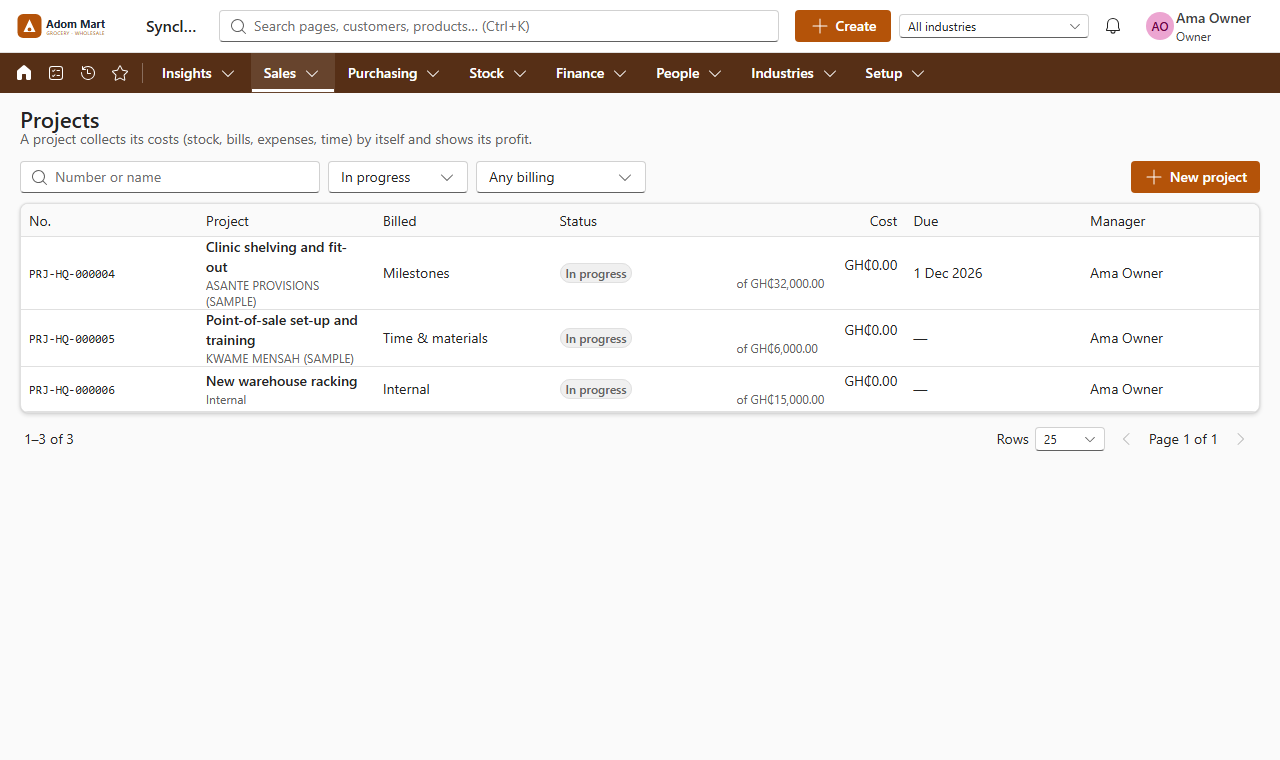 Adom Mart
GROCERY · WHOLESALE
Syncl...
Search pages, customers, products... (Ctrl+K)
Create
All industries
AO
Ama Owner
Owner
Insights
Sales
Purchasing
Stock
Finance
People
Industries
Setup
Projects
A project collects its costs (stock, bills, expenses, time) by itself and shows its profit.
Number or name
In progress
Any billing
New project
No. Project Billed Status Cost Due Manager
PRJ-HQ-000004 Clinic shelving and fit-out Milestones In progress GH₵0.00 1 Dec 2026 Ama Owner
ASANTE PROVISIONS (SAMPLE) of GH₵32,000.00
PRJ-HQ-000005 Point-of-sale set-up and training Time & materials In progress GH₵0.00 — Ama Owner
KWAME MENSAH (SAMPLE) of GH₵6,000.00
PRJ-HQ-000006 New warehouse racking Internal In progress GH₵0.00 — Ama Owner
Internal of GH₵15,000.00
1–3 of 3
Rows 25 Page 1 of 1